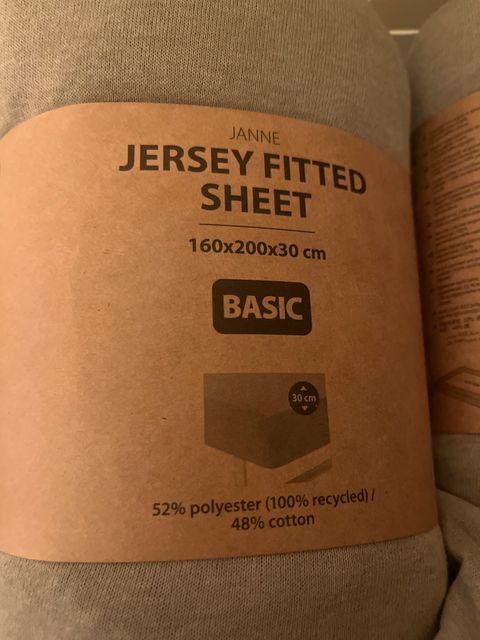 JANNE
JERSEY FITTED
SHEET
160x200x30 cm
BASIC
30 cm
52% polyester (100% recycled) /
48% cotton